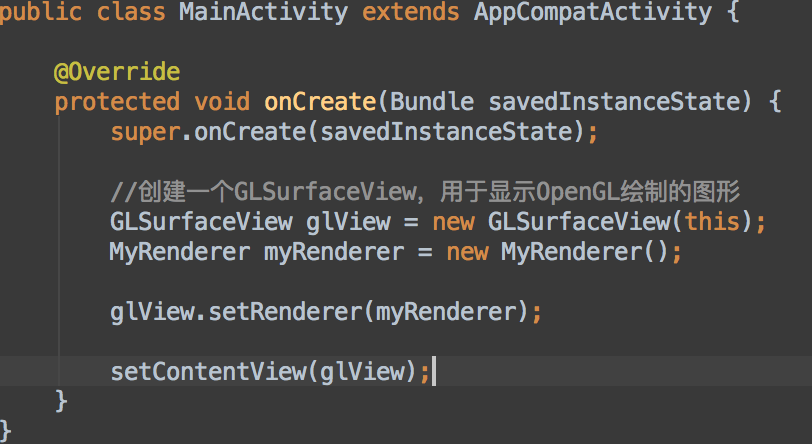 public class MainActivity extends AppCompatActivity {
@Override
protected void onCreate(Bundle savedInstanceState) {
super.onCreate(savedInstanceState);
//创建一个GLSurfaceView，用于显示OpenGL绘制的图形
GLSurfaceView glView = new GLSurfaceView(this);
MyRenderer myRenderer = new MyRenderer();
glView.setRenderer(myRenderer);
setContentView(glView);
}
}